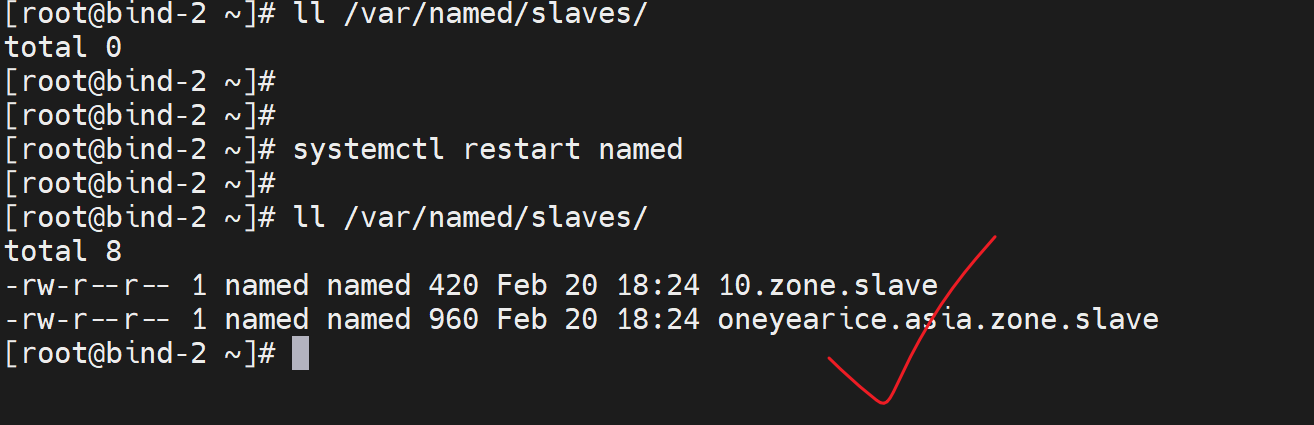 [root@bind-2 ~]# ll /var/named/slaves/
total 0
[root@bind-2 ~]#
[root@bind-2 ~]#
[root@bind-2 ~]# systemctl restart named
[root@bind-2 ~]#
[root@bind-2 ~]# ll /var/named/slaves/
total 8
-rw-r--r-- 1 named named 420 Feb 20 18:24 10.zone.slave
-rw-r--r-- 1 named named 960 Feb 20 18:24 oneyearice.asia.zone.slave
[root@bind-2 ~]#